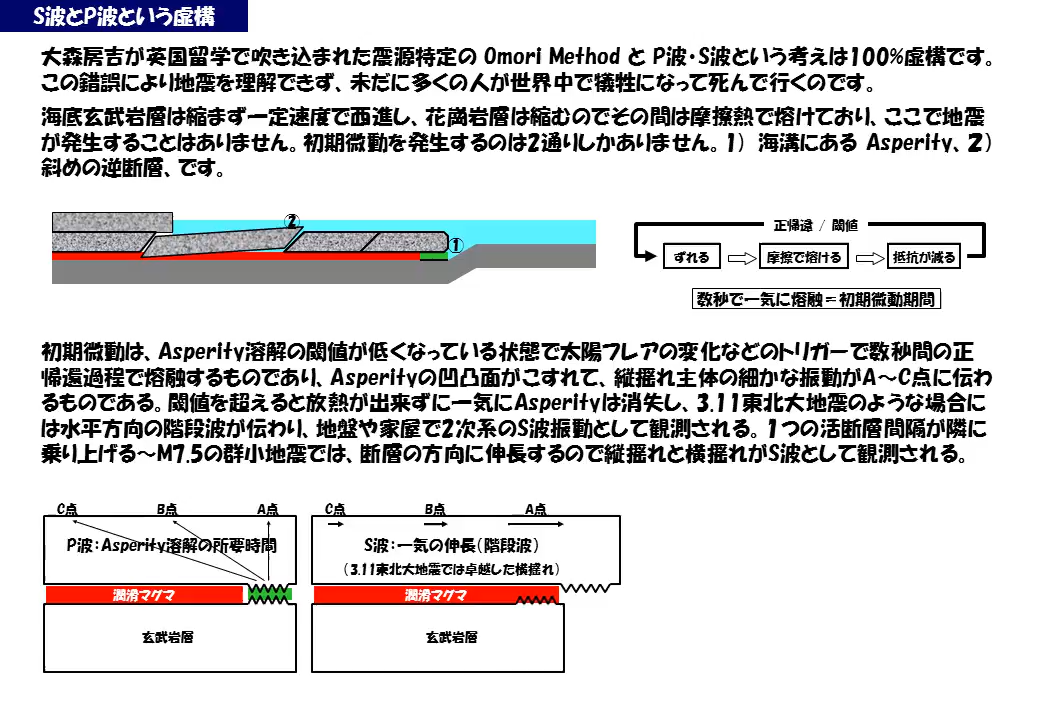 S波とP波という虚構
大森房吉が英国留学で吹き込まれた震源特定の Omori Method と P波・S波という考えは100%虚構です。
この錯誤により地震を理解できず、未だに多くの人が世界中で犠牲になって死んで行くのです。
海底玄武岩層は縮まず一定速度で西進し、花崗岩層は縮むのでその間は摩擦熱で熔けており、ここで地震
が発生することはありません。初期微動を発生するのは2通りしかありません。1） 海溝にある Asperity、2）
斜めの逆断層、です。
②
①
正帰還 / 閾値
ずれる
摩擦で熔ける
抵抗が減る
数秒で一気に熔融＝初期微動期間
初期微動は、Asperity溶解の閾値が低くなっている状態で太陽フレアの変化などのトリガーで数秒間の正
帰還過程で熔融するものであり、Asperityの凹凸面がこすれて、縦揺れ主体の細かな振動がA～C点に伝わ
るものである。閾値を超えると放熱が出来ずに一気にAsperityは消失し、3.11東北大地震のような場合に
は水平方向の階段波が伝わり、地盤や家屋で2次系のS波振動として観測される。1つの活断層間隔が隣に
乗り上げる～M7.5の群小地震では、断層の方向に伸長するので縦揺れと横揺れがS波として観測される。
C点 B点 A点
P波：Asperity溶解の所要時間
潤滑マグマ
玄武岩層
C点 B点 A点
S波：一気の伸長（階段波）
（3.11東北大地震では卓越した横揺れ）
潤滑マグマ
玄武岩層